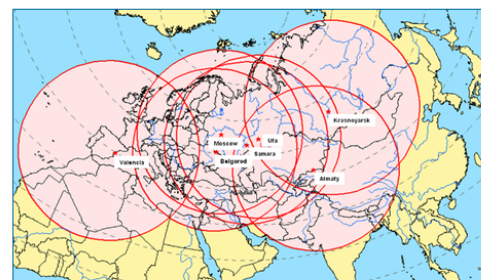 Krasnoyarsk
Moscow
Ufa
Samara
Belgorod
Valencia
Almaty